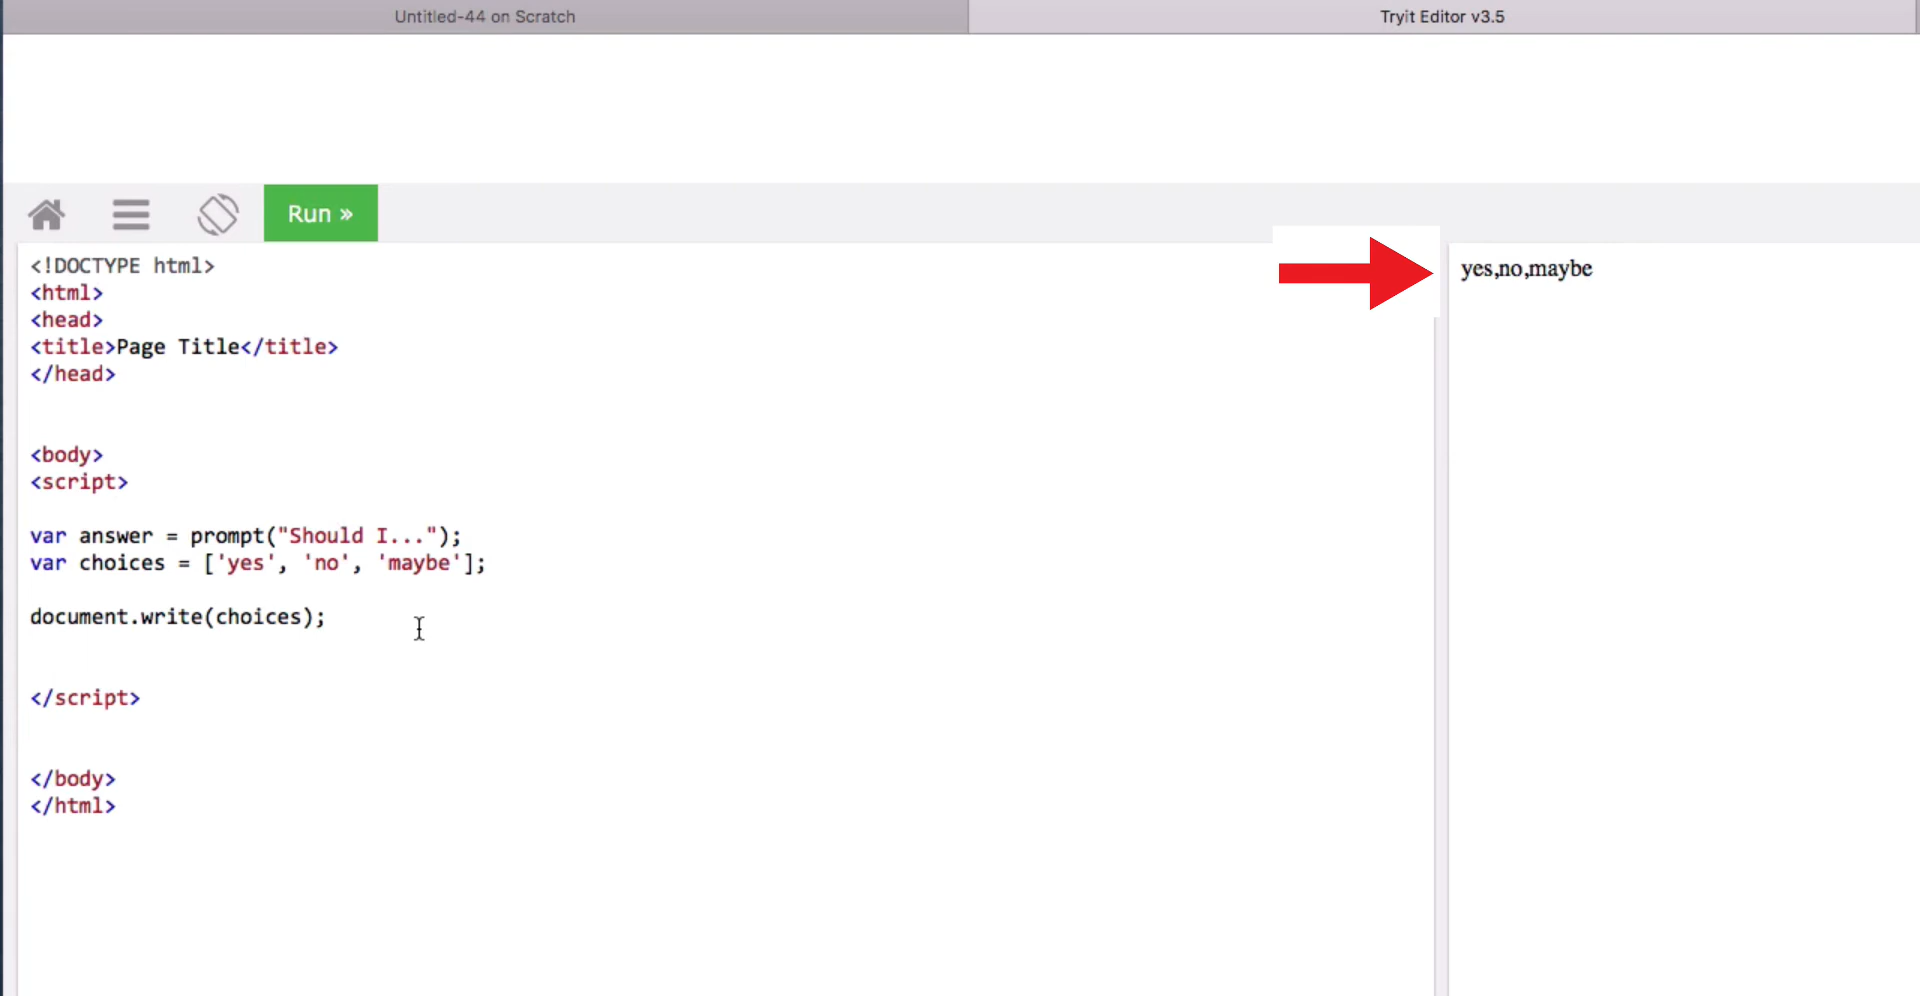 Untitled-44 on Scratch
Tryit Editor v3.5
Run »
<!DOCTYPE html>
<html>
<head>
<title>Page Title</title>
</head>
<body>
<script>
var answer = prompt("Should I...");
var choices = ['yes', 'no', 'maybe'];
document.write(choices);
</script>
</body>
</html>
yes,no,maybe